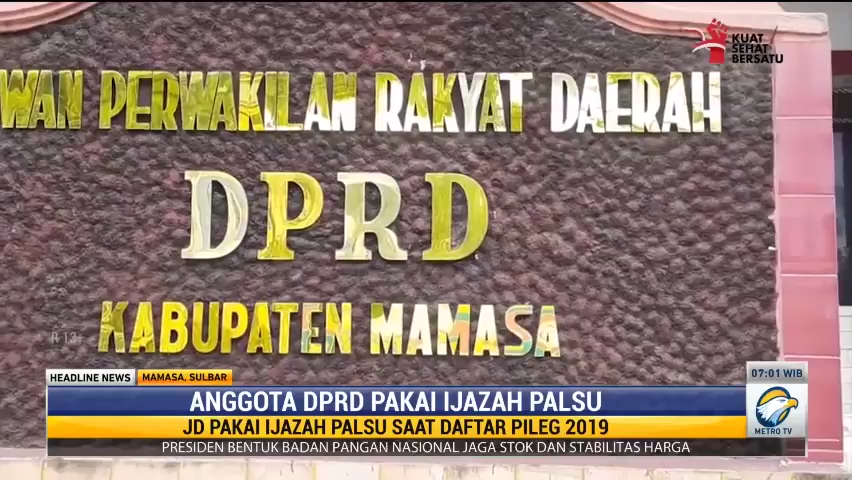 KUAT
SEHAT
BERSATU
WAN PERWAKILAN RAKYAT DAERAH
DPRD
KABUPATEN MAMASA
R 13+
HEADLINE NEWS
MAMASA, SULBAR
07:01 WIB
ANGGOTA DPRD PAKAI IJAZAH PALSU
JD PAKAI IJAZAH PALSU SAAT DAFTAR PILEG 2019
METRO TV
PRESIDEN BENTUK BADAN PANGAN NASIONAL JAGA STOK DAN STABILITAS HARGA